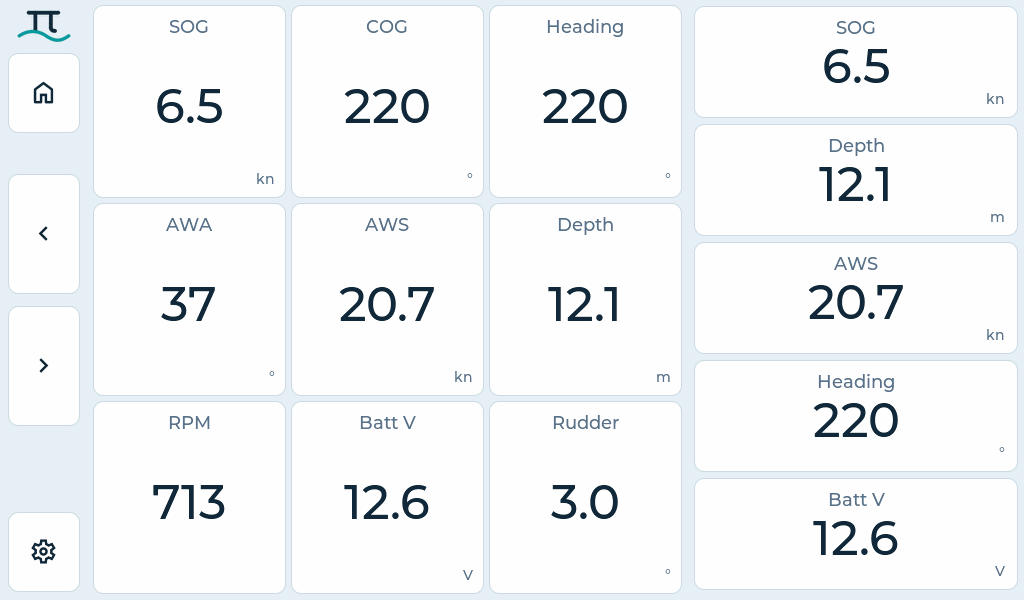 SOG
6.5
kn
COG
220
°
Heading
220
°
AWA
37
°
AWS
20.7
kn
Depth
12.1
m
RPM
713
Batt V
12.6
V
Rudder
3.0
°
SOG
6.5
kn
Depth
12.1
m
AWS
20.7
kn
Heading
220
°
Batt V
12.6
V